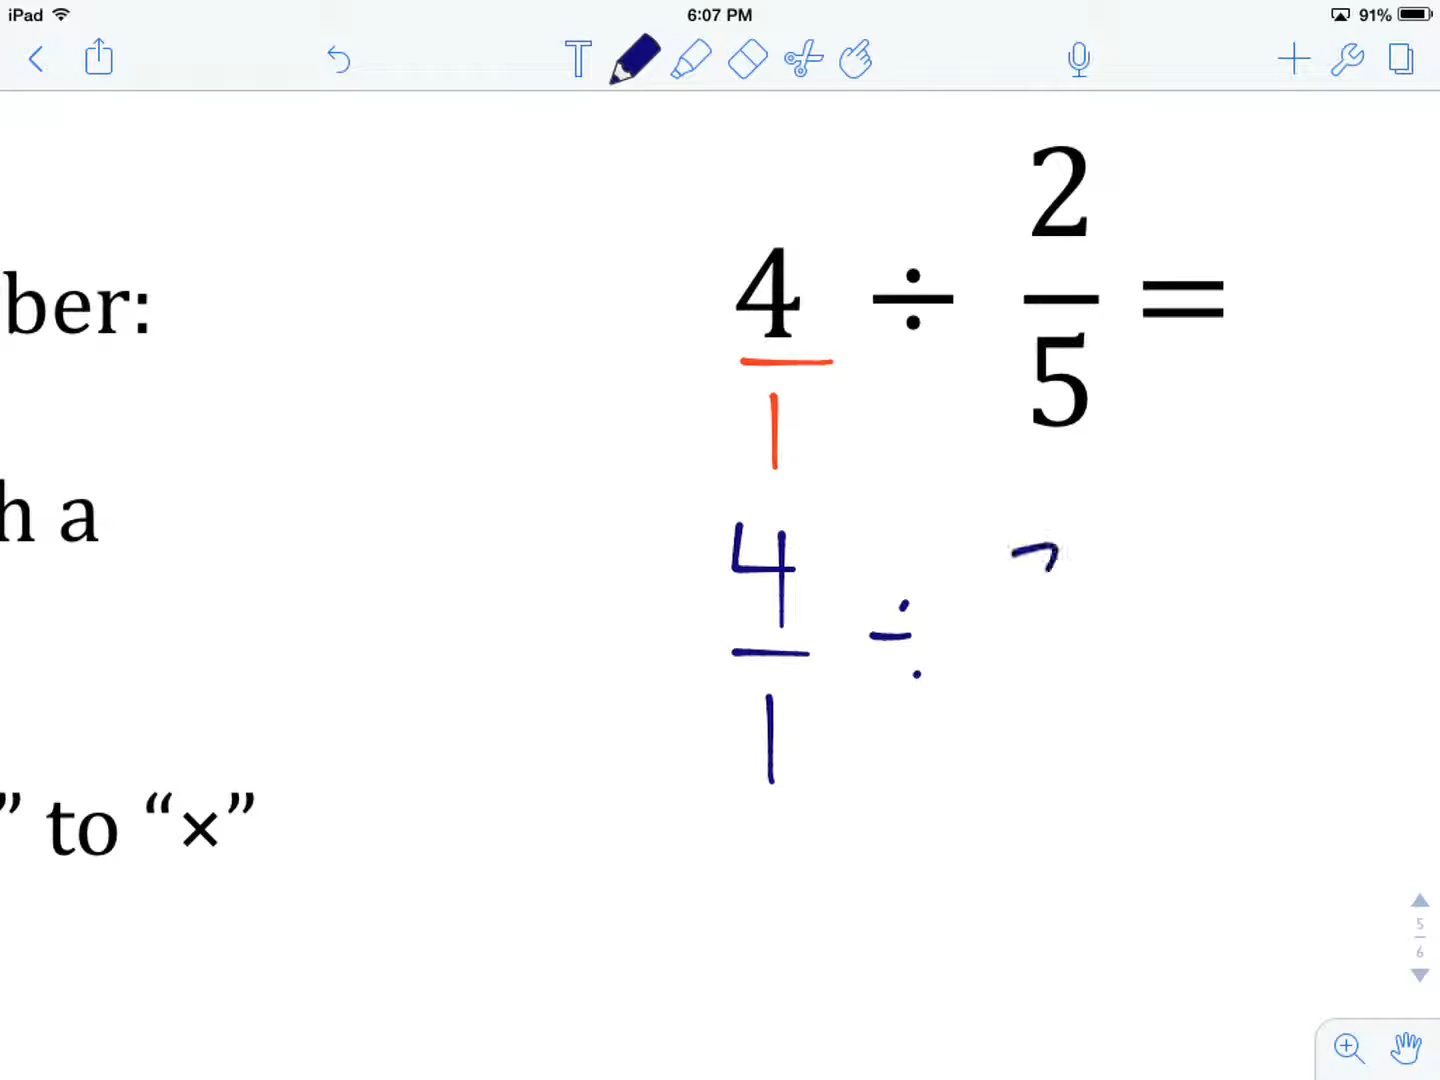 iPad 6:07 PM 91%
T
4 ÷ 2/5 =
ber:
1
h a
4/1 ÷
” to “×”
5
6